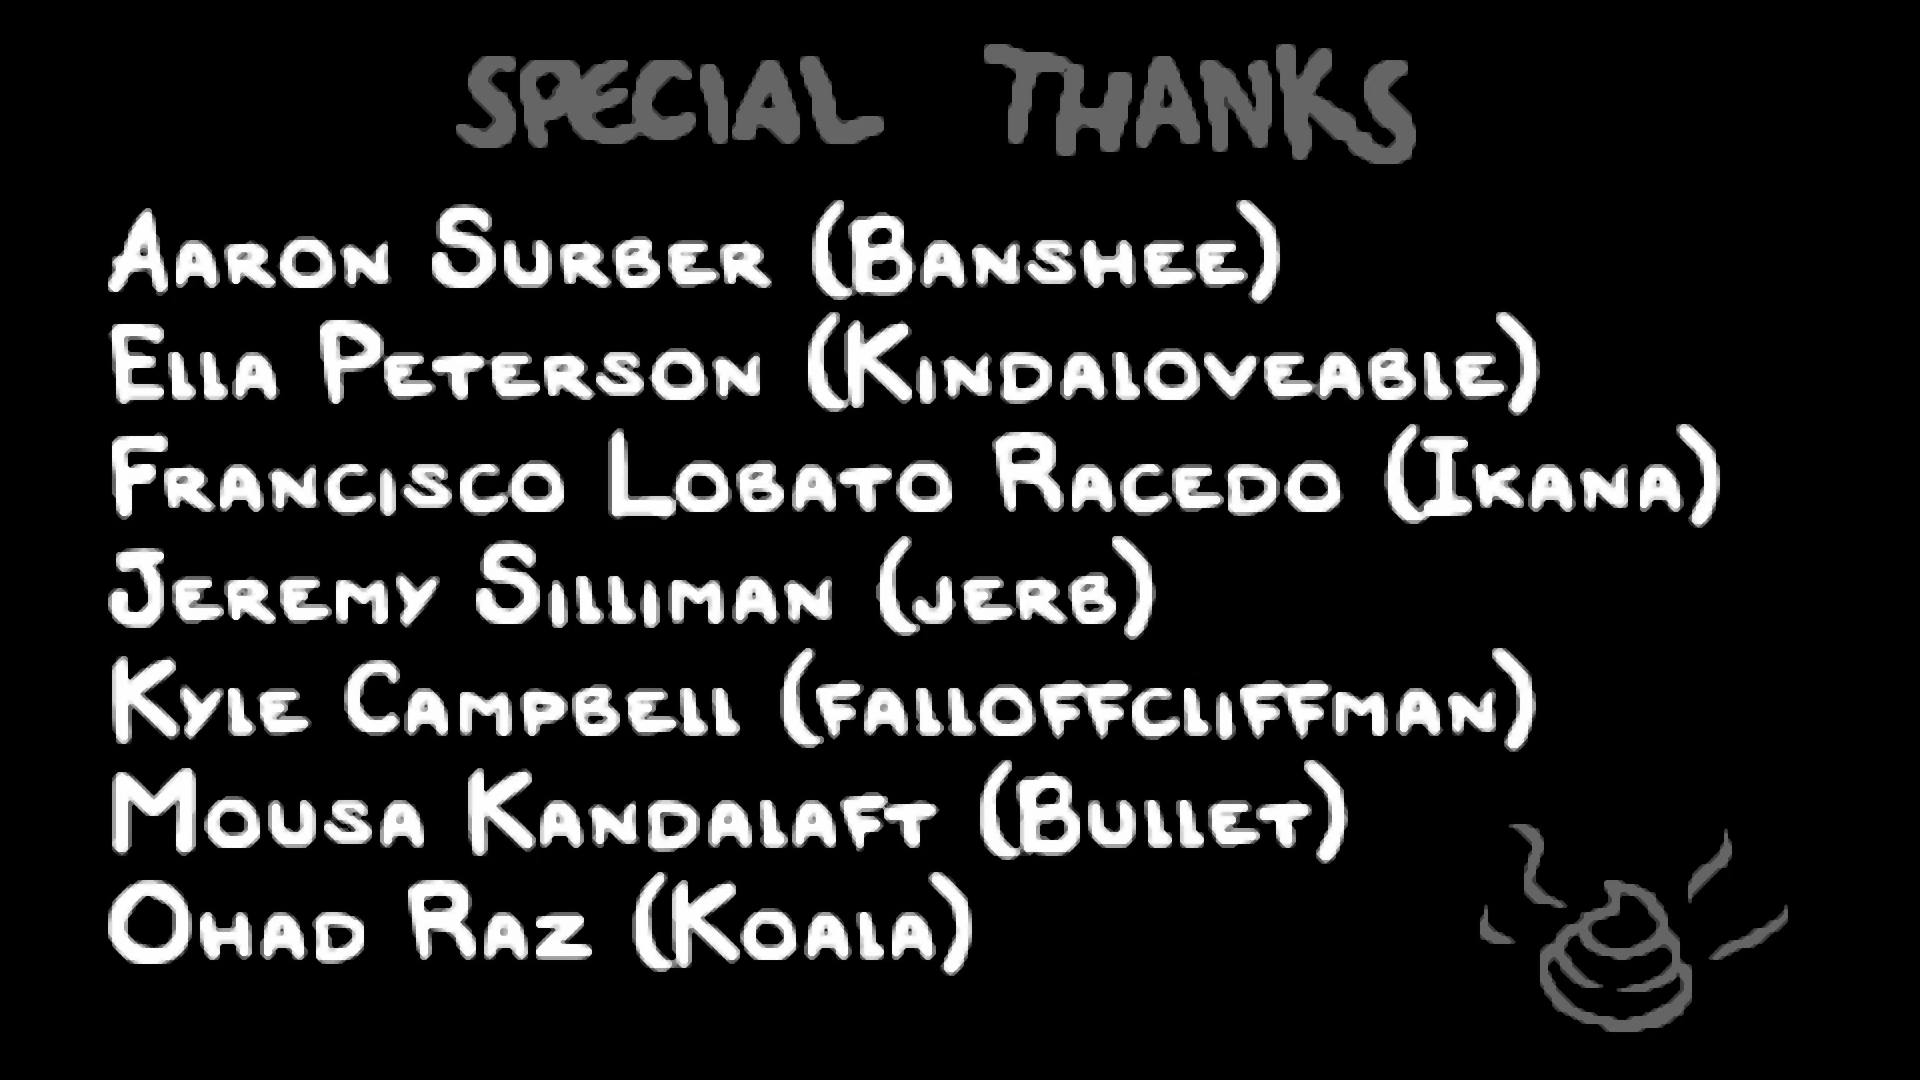 SPECIAL THANKS
Aaron Surber (Banshee)
Ella Peterson (Kindaloveable)
Francisco Lobato Racedo (Ikana)
Jeremy Silliman (jerb)
Kyle Campbell (falloffcliffman)
Mousa Kandalaft (Bullet)
Ohad Raz (Koala)